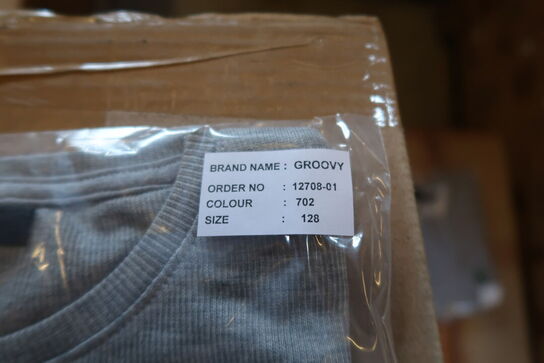 BRAND NAME : GROOVY
ORDER NO : 12708-01
COLOUR : 702
SIZE : 128